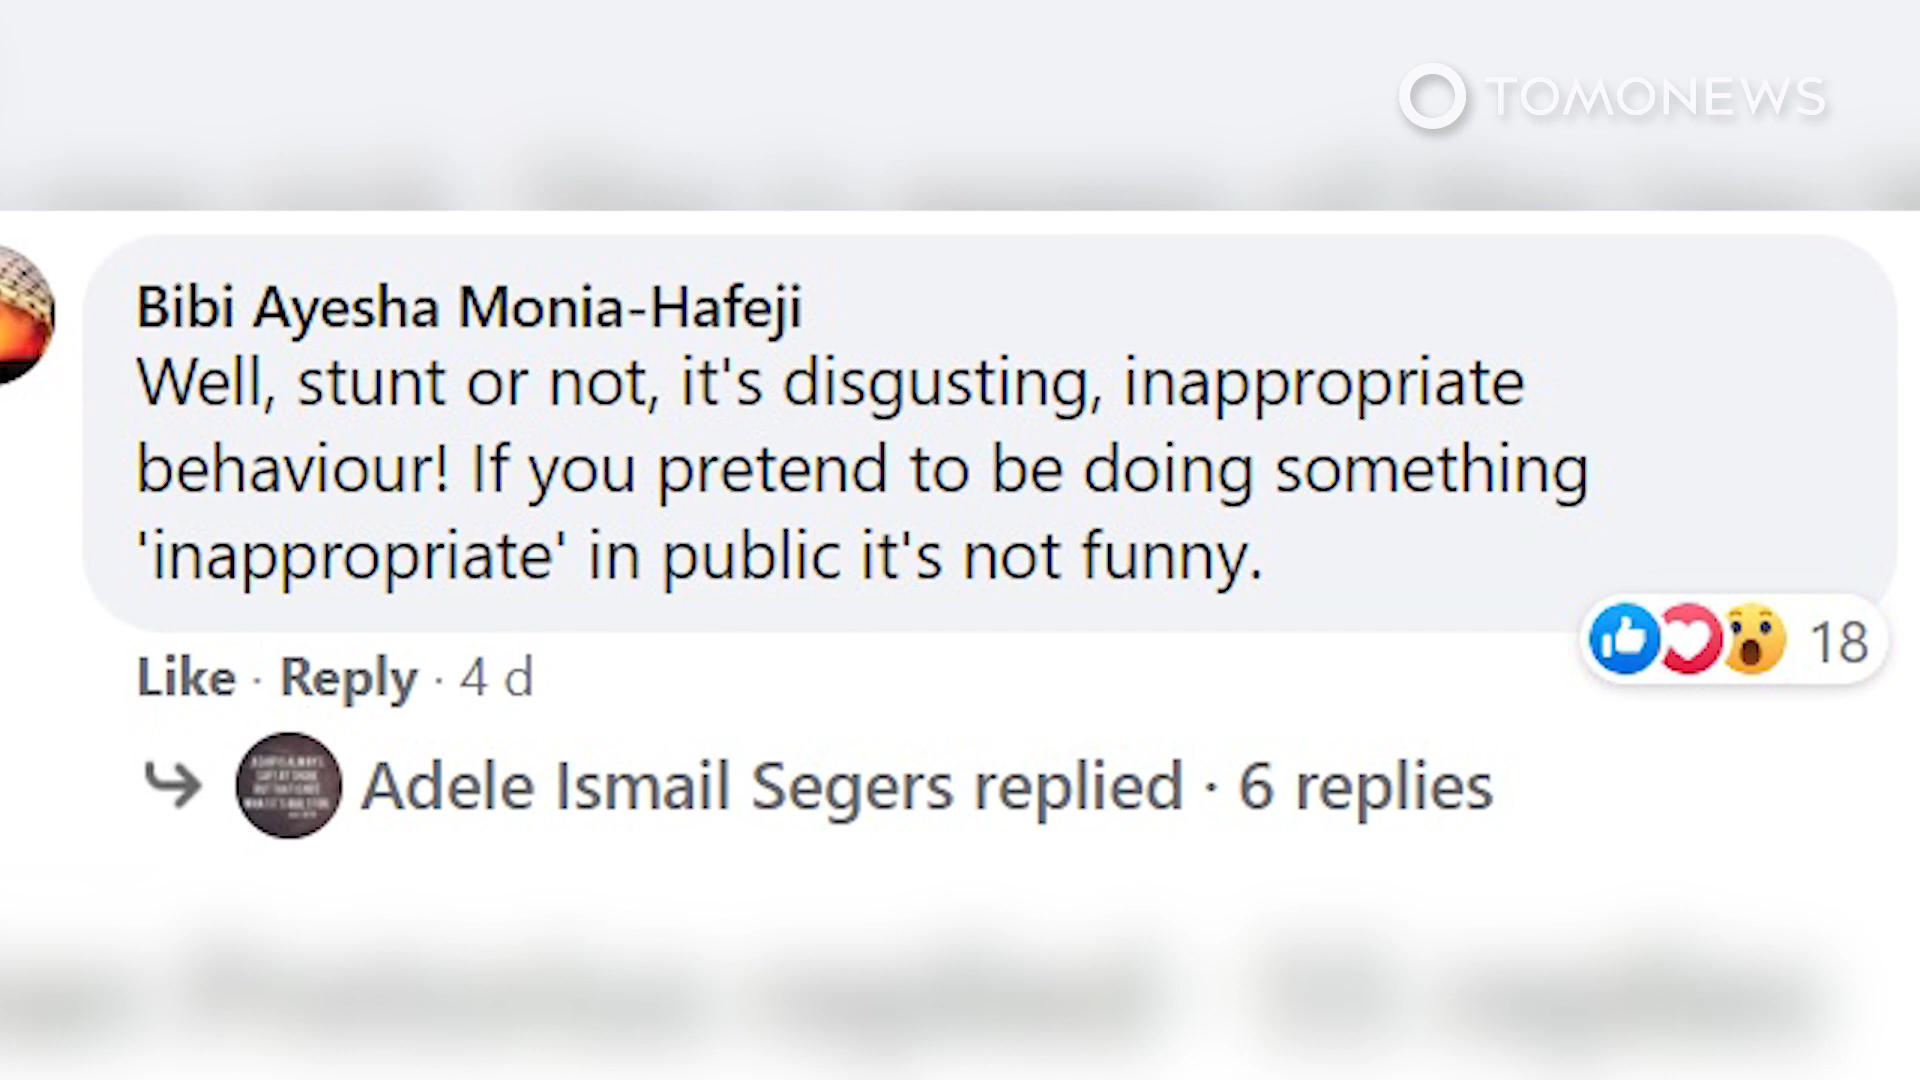 TOMONEWS
Bibi Ayesha Monia-Hafeji
Well, stunt or not, it's disgusting, inappropriate
behaviour! If you pretend to be doing something
'inappropriate' in public it's not funny.
18
Like · Reply · 4 d
Adele Ismail Segers replied · 6 replies